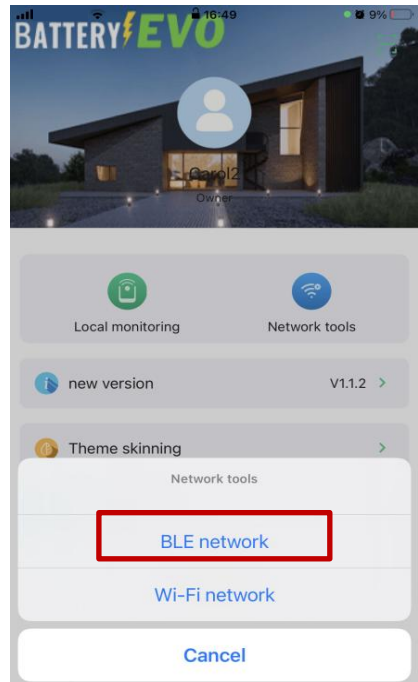 16:49
9%
BATTERY EVO
Carol2
Owner
Local monitoring
Network tools
new version
V1.1.2
Theme skinning
Network tools
BLE network
Wi-Fi network
Cancel